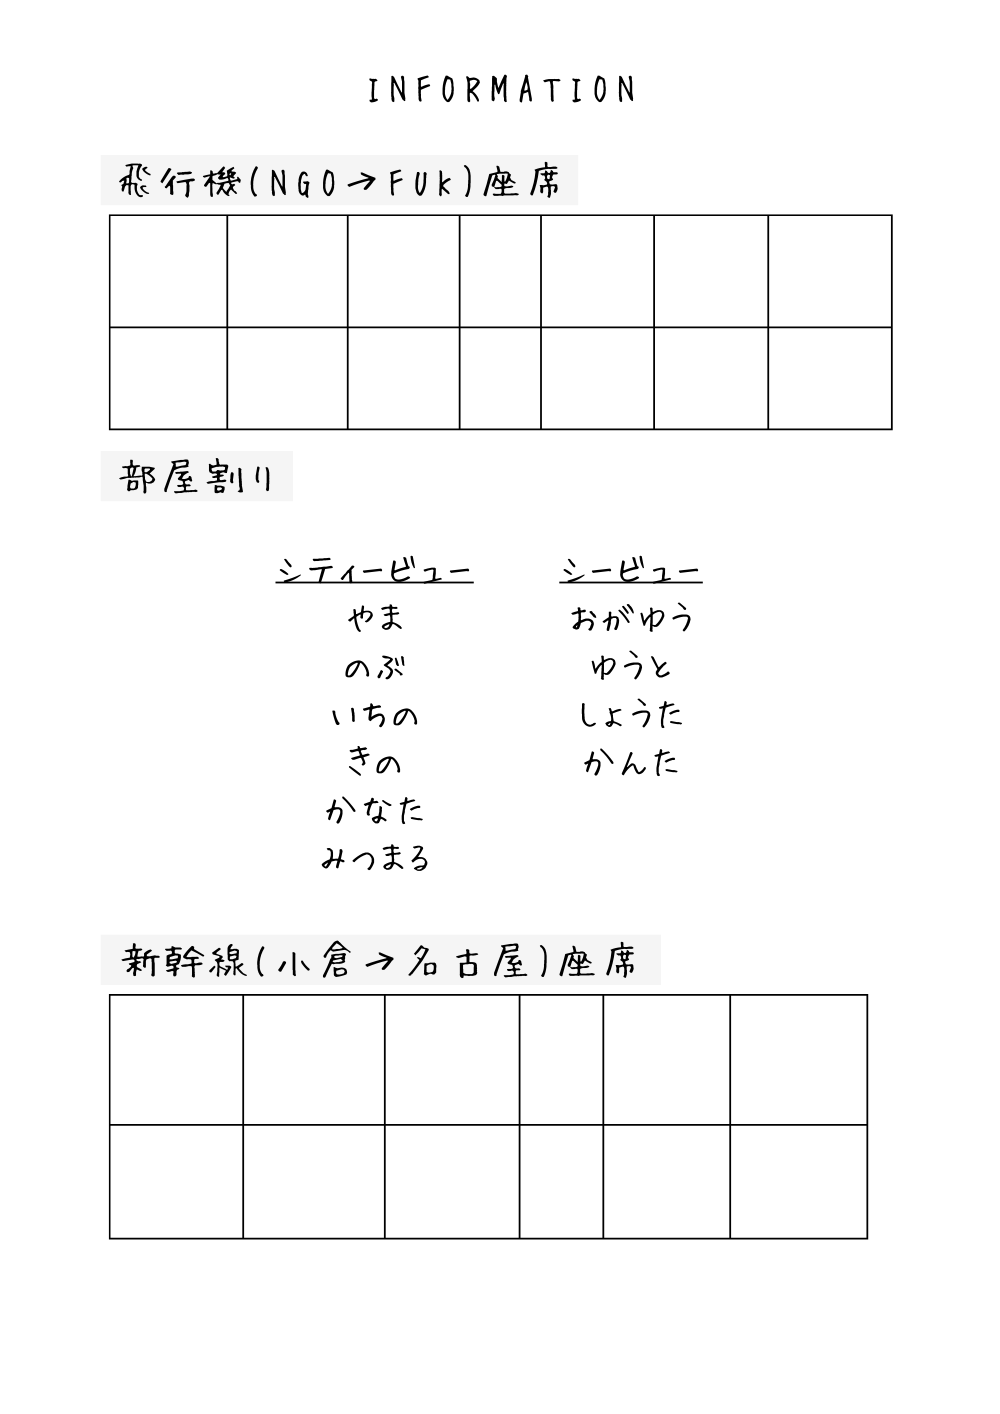 INFORMATION
飛行機(NGO→FUK)座席
部屋割り
シティービュー
やま
のぶ
いちの
きの
かなた
みつまる
シービュー
おがゆう
ゆうと
しょうた
かんた
新幹線(小倉→名古屋)座席